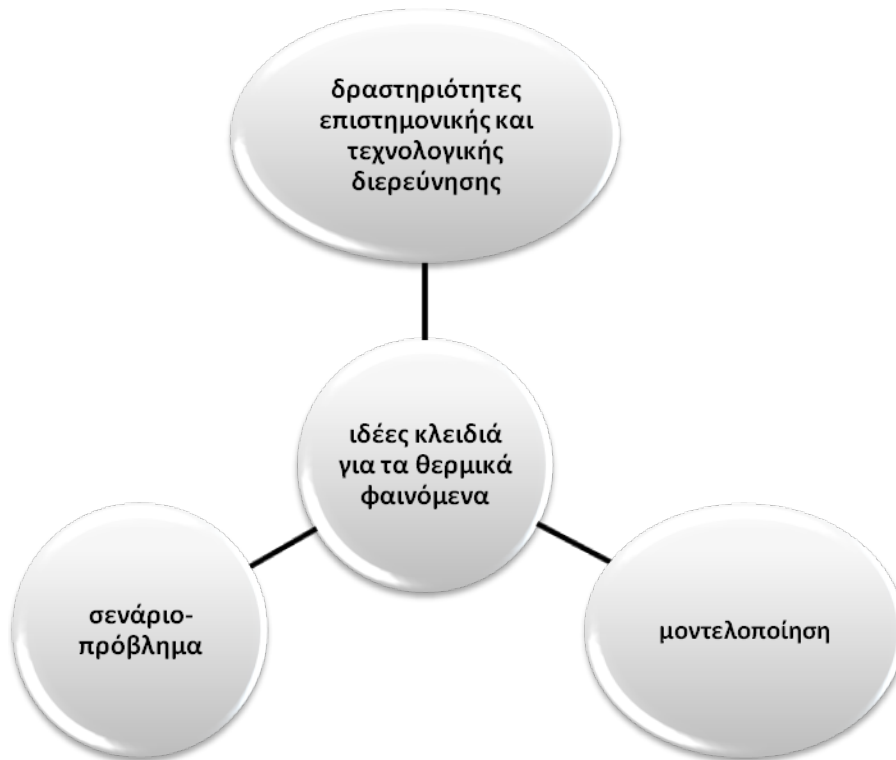 δραστηριότητες
επιστημονικής και
τεχνολογικής
διερεύνησης
ιδέες κλειδιά
για τα θερμικά
φαινόμενα
σενάριο-
πρόβλημα
μοντελοποίηση